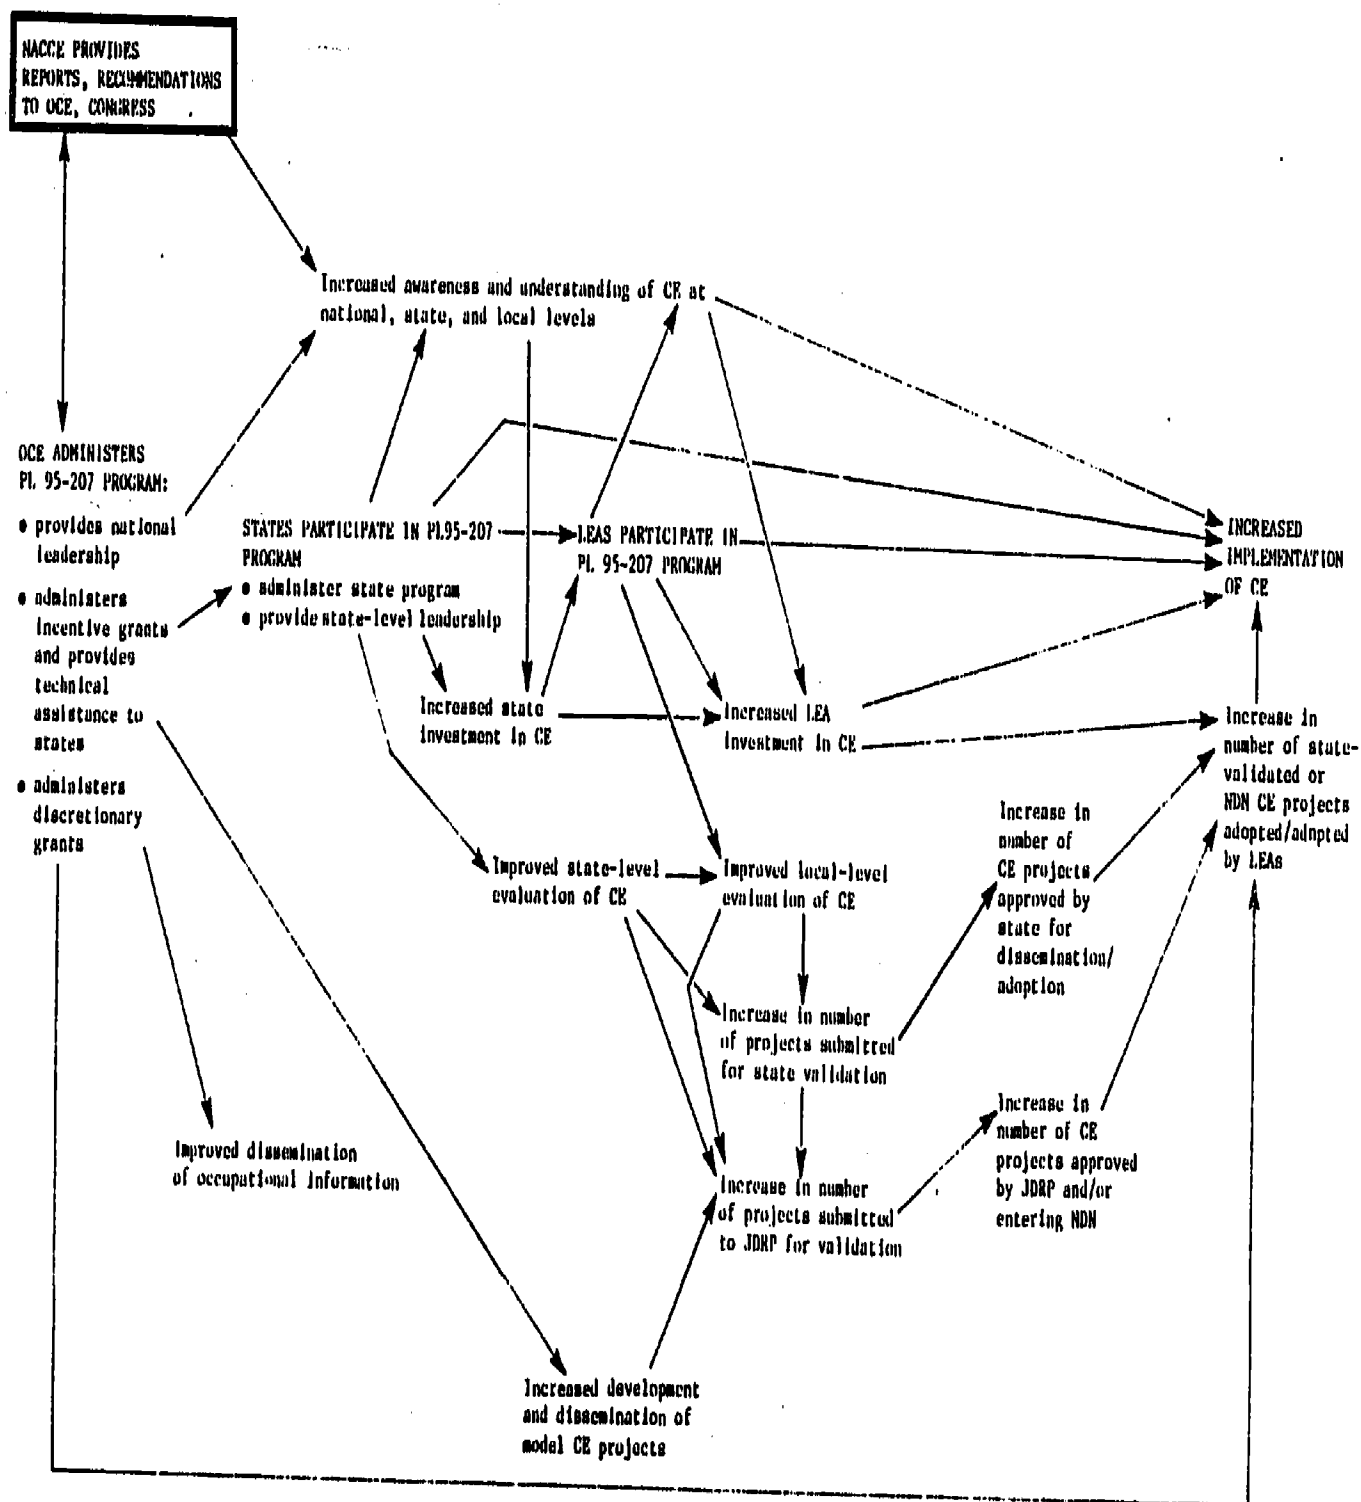 NACCE PROVIDES
REPORTS, RECOMMENDATIONS
TO OCE, CONGRESS
Increased awareness and understanding of CE at
national, state, and local levels
OCE ADMINISTERS
PL 95-207 PROGRAM:
• provides national
leadership
• administers
incentive grants
and provides
technical
assistance to
states
• administers
discretionary
grants
STATES PARTICIPATE IN PL95-207
PROGRAM
• administer state program
• provide state-level leadership
LEAS PARTICIPATE IN
PL 95-207 PROGRAM
INCREASED
IMPLEMENTATION
OF CE
Increased state
investment in CE
Increased LEA
investment in CE
Increase in
number of state-
validated or
NDN CE projects
adopted/adapted
by LEAs
Increase in
number of
CE projects
approved by
state for
dissemination/
adoption
Improved state-level
evaluation of CE
Improved local-level
evaluation of CE
Increase in number
of projects submitted
for state validation
Increase in
number of CE
projects approved
by JDRP and/or
entering NDN
Improved dissemination
of occupational information
Increase in number
of projects submitted
to JDRP for validation
Increased development
and dissemination of
model CE projects